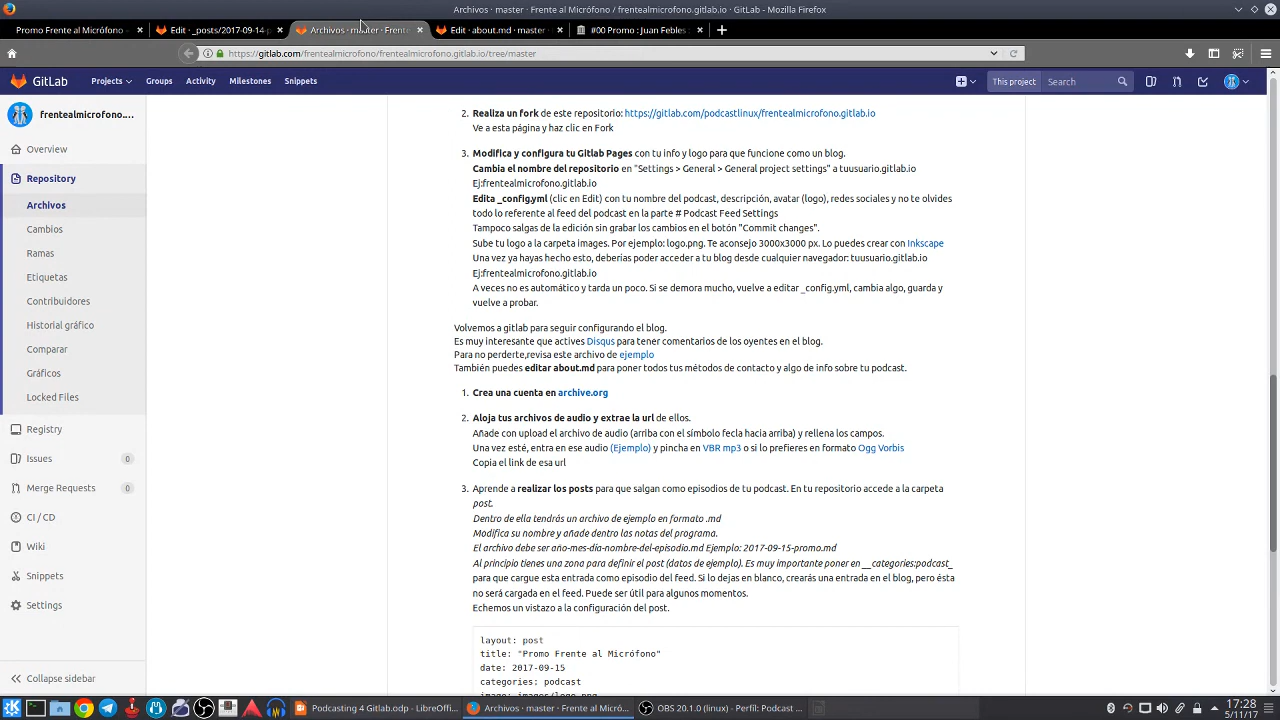 Archivos · master · Frente al Micrófono / frentealmicrofono.gitlab.io · GitLab - Mozilla Firefox
Promo Frente al Micrófono -
Edit · _posts/2017-09-14 p
Archivos · master · Frente
Edit · about.md · master ·
#00 Promo : Juan Febles
https://gitlab.com/frentealmicrofono/frentealmicrofono.gitlab.io/tree/master
GitLab
Projects
Groups
Activity
Milestones
Snippets
This project
Search
frentealmicrofono....
Overview
Repository
Archivos
Cambios
Ramas
Etiquetas
Contribuidores
Historial gráfico
Comparar
Gráficos
Locked Files
Registry
Issues 0
Merge Requests 0
CI / CD
Wiki
Snippets
Settings
Collapse sidebar
2. Realiza un fork de este repositorio: https://gitlab.com/podcastlinux/frentealmicrofono.gitlab.io
Ve a esta página y haz clic en Fork
3. Modifica y configura tu Gitlab Pages con tu info y logo para que funcione como un blog.
Cambia el nombre del repositorio en "Settings > General > General project settings" a tuusuario.gitlab.io
Ej:frentealmicrofono.gitlab.io
Edita _config.yml (clic en Edit) con tu nombre del podcast, descripción, avatar (logo), redes sociales y no te olvides
todo lo referente al feed del podcast en la parte # Podcast Feed Settings
Tampoco salgas de la edición sin grabar los cambios en el botón "Commit changes".
Sube tu logo a la carpeta images. Por ejemplo: logo.png. Te aconsejo 3000x3000 px. Lo puedes crear con Inkscape
Una vez ya hayas hecho esto, deberías poder acceder a tu blog desde cualquier navegador: tuusuario.gitlab.io
Ej:frentealmicrofono.gitlab.io
A veces no es automático y tarda un poco. Si se demora mucho, vuelve a editar _config.yml, cambia algo, guarda y
vuelve a probar.
Volvemos a gitlab para seguir configurando el blog.
Es muy interesante que actives Disqus para tener comentarios de los oyentes en el blog.
Para no perderte,revisa este archivo de ejemplo
También puedes editar about.md para poner todos tus métodos de contacto y algo de info sobre tu podcast.
1. Crea una cuenta en archive.org
2. Aloja tus archivos de audio y extrae la url de ellos.
Añade con upload el archivo de audio (arriba con el símbolo fecla hacia arriba) y rellena los campos.
Una vez esté, entra en ese audio (Ejemplo) y pincha en VBR mp3 o si lo prefieres en formato Ogg Vorbis
Copia el link de esa url
3. Aprende a realizar los posts para que salgan como episodios de tu podcast. En tu repositorio accede a la carpeta
post.
Dentro de ella tendrás un archivo de ejemplo en formato .md
Modifica su nombre y añade dentro las notas del programa.
El archivo debe ser año-mes-día-nombre-del-episodio.md Ejemplo: 2017-09-15-promo.md
Al principio tienes una zona para definir el post (datos de ejemplo). Es muy importante poner en __categories:podcast_
para que cargue esta entrada como episodio del feed. Si lo dejas en blanco, crearás una entrada en el blog, pero ésta
no será cargada en el feed. Puede ser útil para algunos momentos.
Echemos un vistazo a la configuración del post.
layout: post
title: "Promo Frente al Micrófono"
date: 2017-09-15
categories: podcast
image: images/logo.png
Podcasting 4 Gitlab.odp - LibreOffi...
Archivos · master · Frente al Micró...
OBS 20.1.0 (linux) - Perfil: Podcast ...
17:28
5/11/17